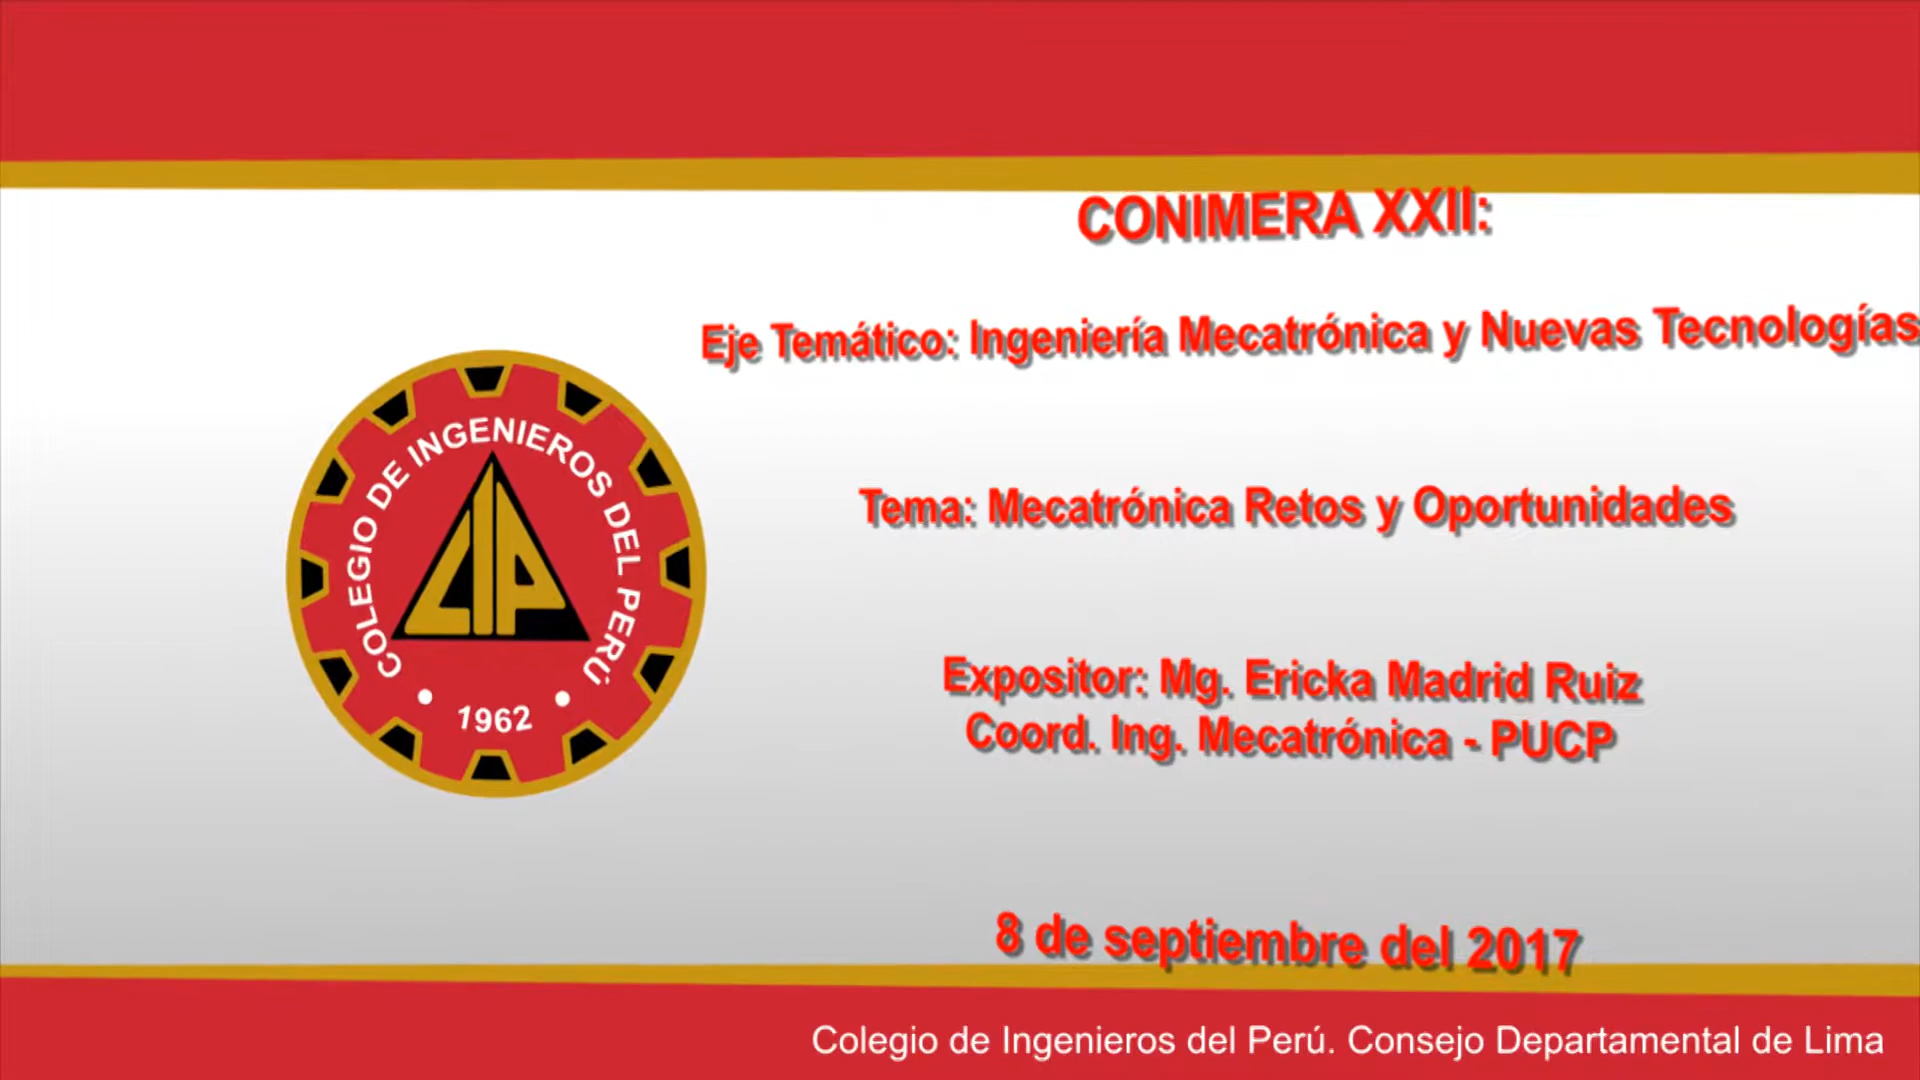 CONIMERA XXII:
Eje Temático: Ingeniería Mecatrónica y Nuevas Tecnologías
Tema: Mecatrónica Retos y Oportunidades
COLEGIO DE INGENIEROS DEL PERÚ
CIP
• 1962 •
Expositor: Mg. Ericka Madrid Ruiz
Coord. Ing. Mecatrónica - PUCP
8 de septiembre del 2017
Colegio de Ingenieros del Perú. Consejo Departamental de Lima